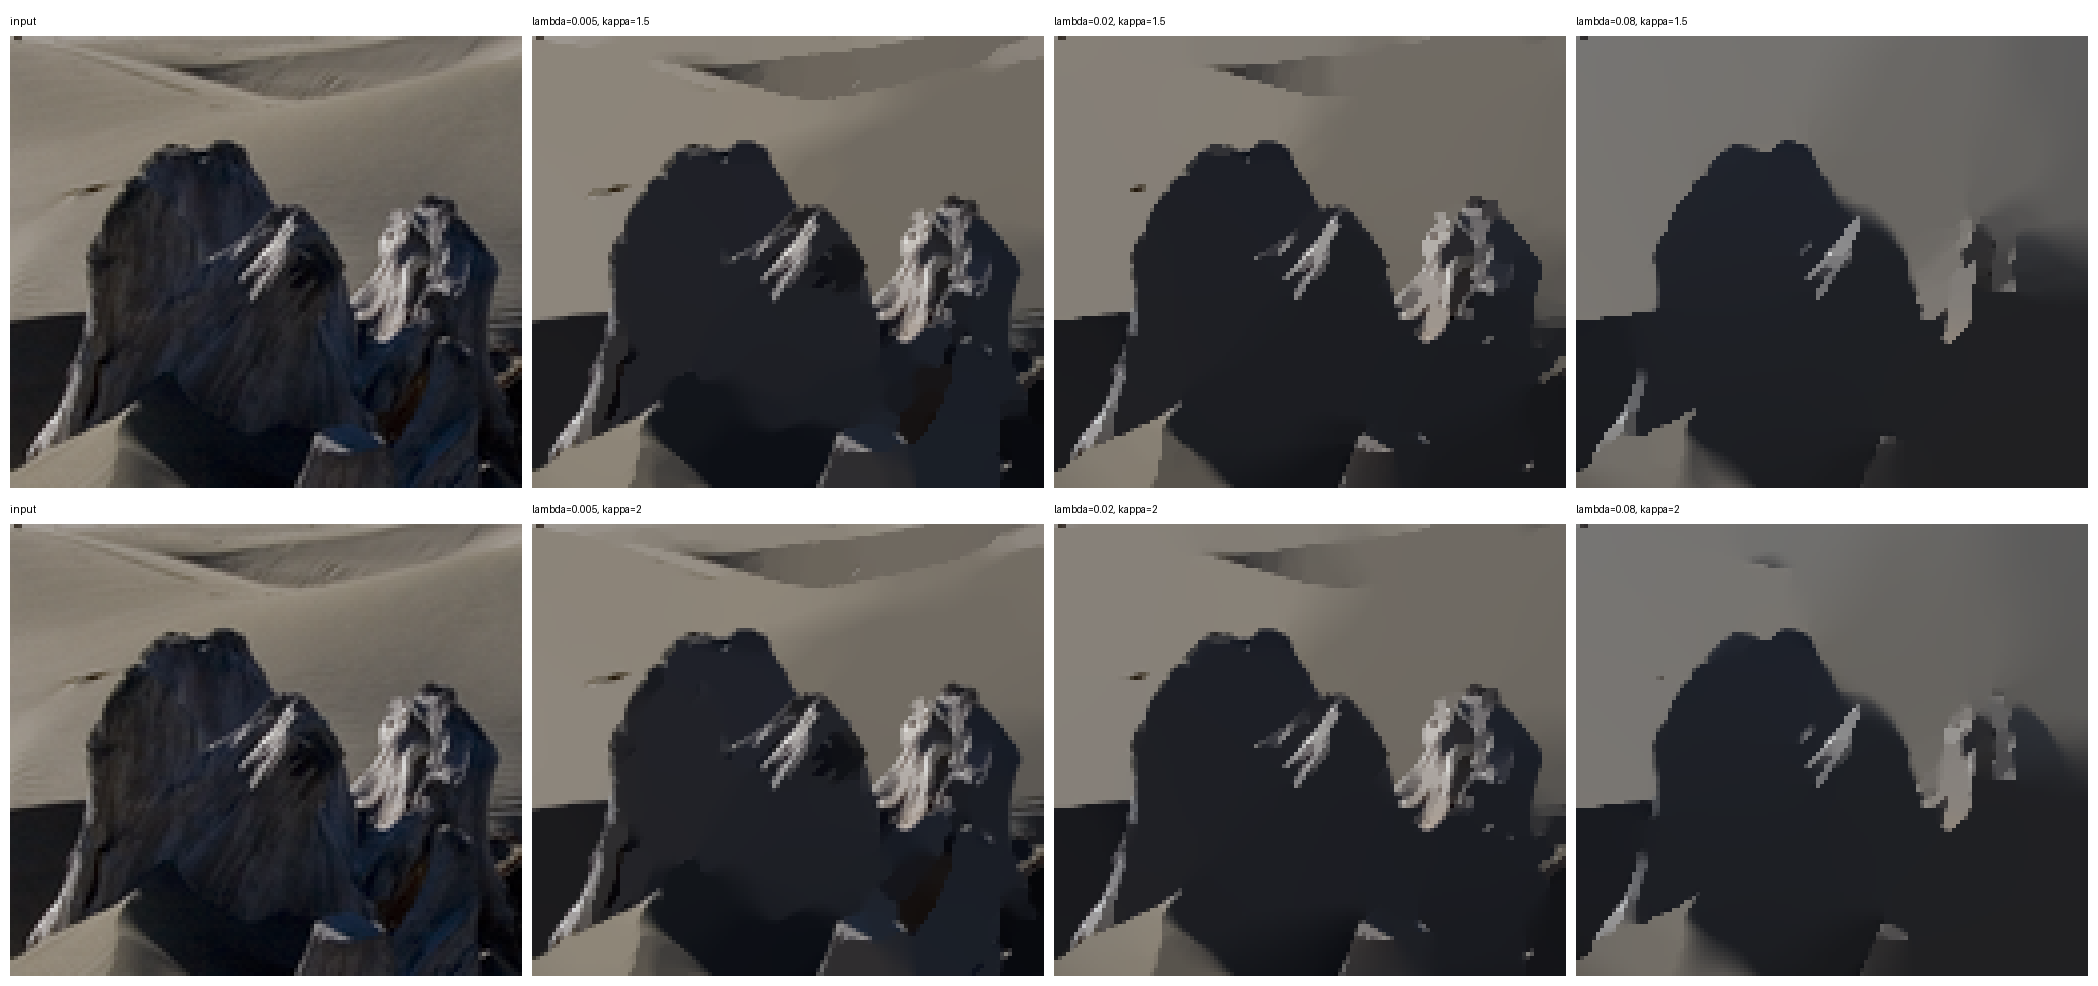 input
lambda=0.005, kappa=1.5
lambda=0.02, kappa=1.5
lambda=0.08, kappa=1.5
input
lambda=0.005, kappa=2
lambda=0.02, kappa=2
lambda=0.08, kappa=2